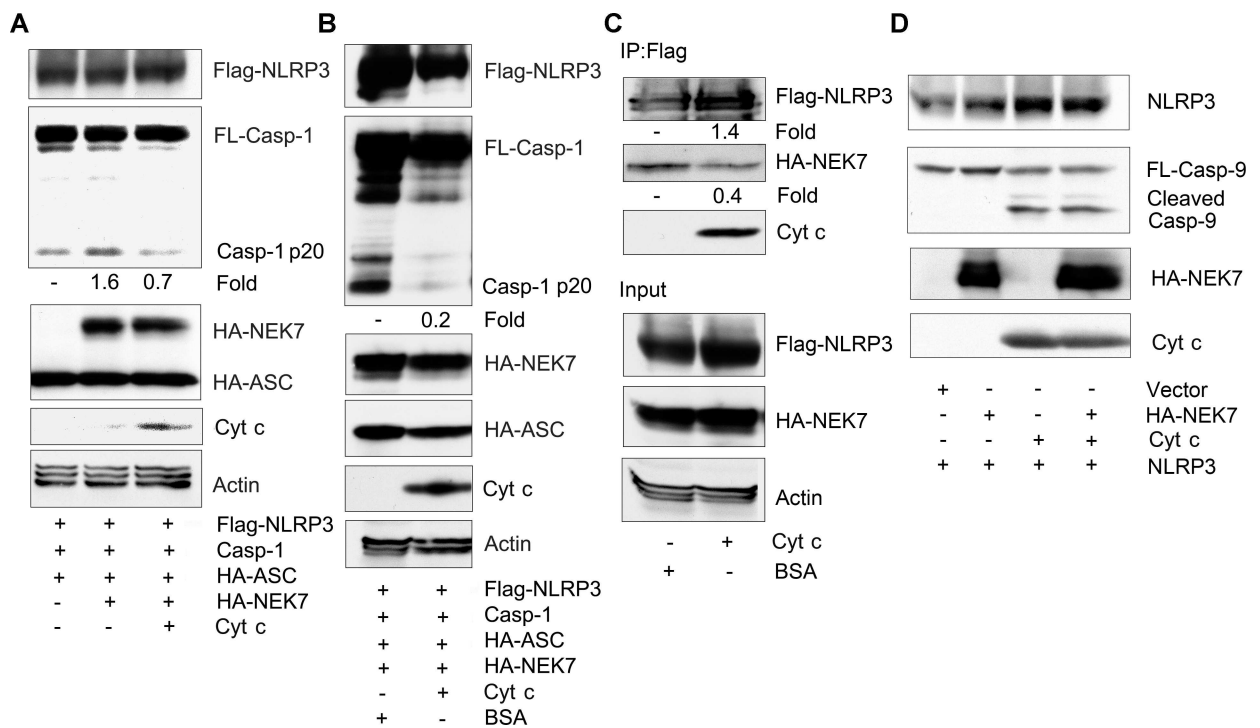 A
Flag-NLRP3
FL-Casp-1
Casp-1 p20
- 1.6 0.7 Fold
HA-NEK7
HA-ASC
Cyt c
Actin
+ + + Flag-NLRP3
+ + + Casp-1
+ + + HA-ASC
- + + HA-NEK7
- - + Cyt c
B
Flag-NLRP3
FL-Casp-1
Casp-1 p20
- 0.2 Fold
HA-NEK7
HA-ASC
Cyt c
Actin
+ + Flag-NLRP3
+ + Casp-1
+ + HA-ASC
+ + HA-NEK7
- + Cyt c
+ - BSA
C
IP:Flag
Flag-NLRP3
- 1.4 Fold
HA-NEK7
- 0.4 Fold
Cyt c
Input
Flag-NLRP3
HA-NEK7
Actin
- + Cyt c
+ - BSA
D
NLRP3
FL-Casp-9
Cleaved
Casp-9
HA-NEK7
Cyt c
+ - - - Vector
- + - + HA-NEK7
- - + + Cyt c
+ + + + NLRP3